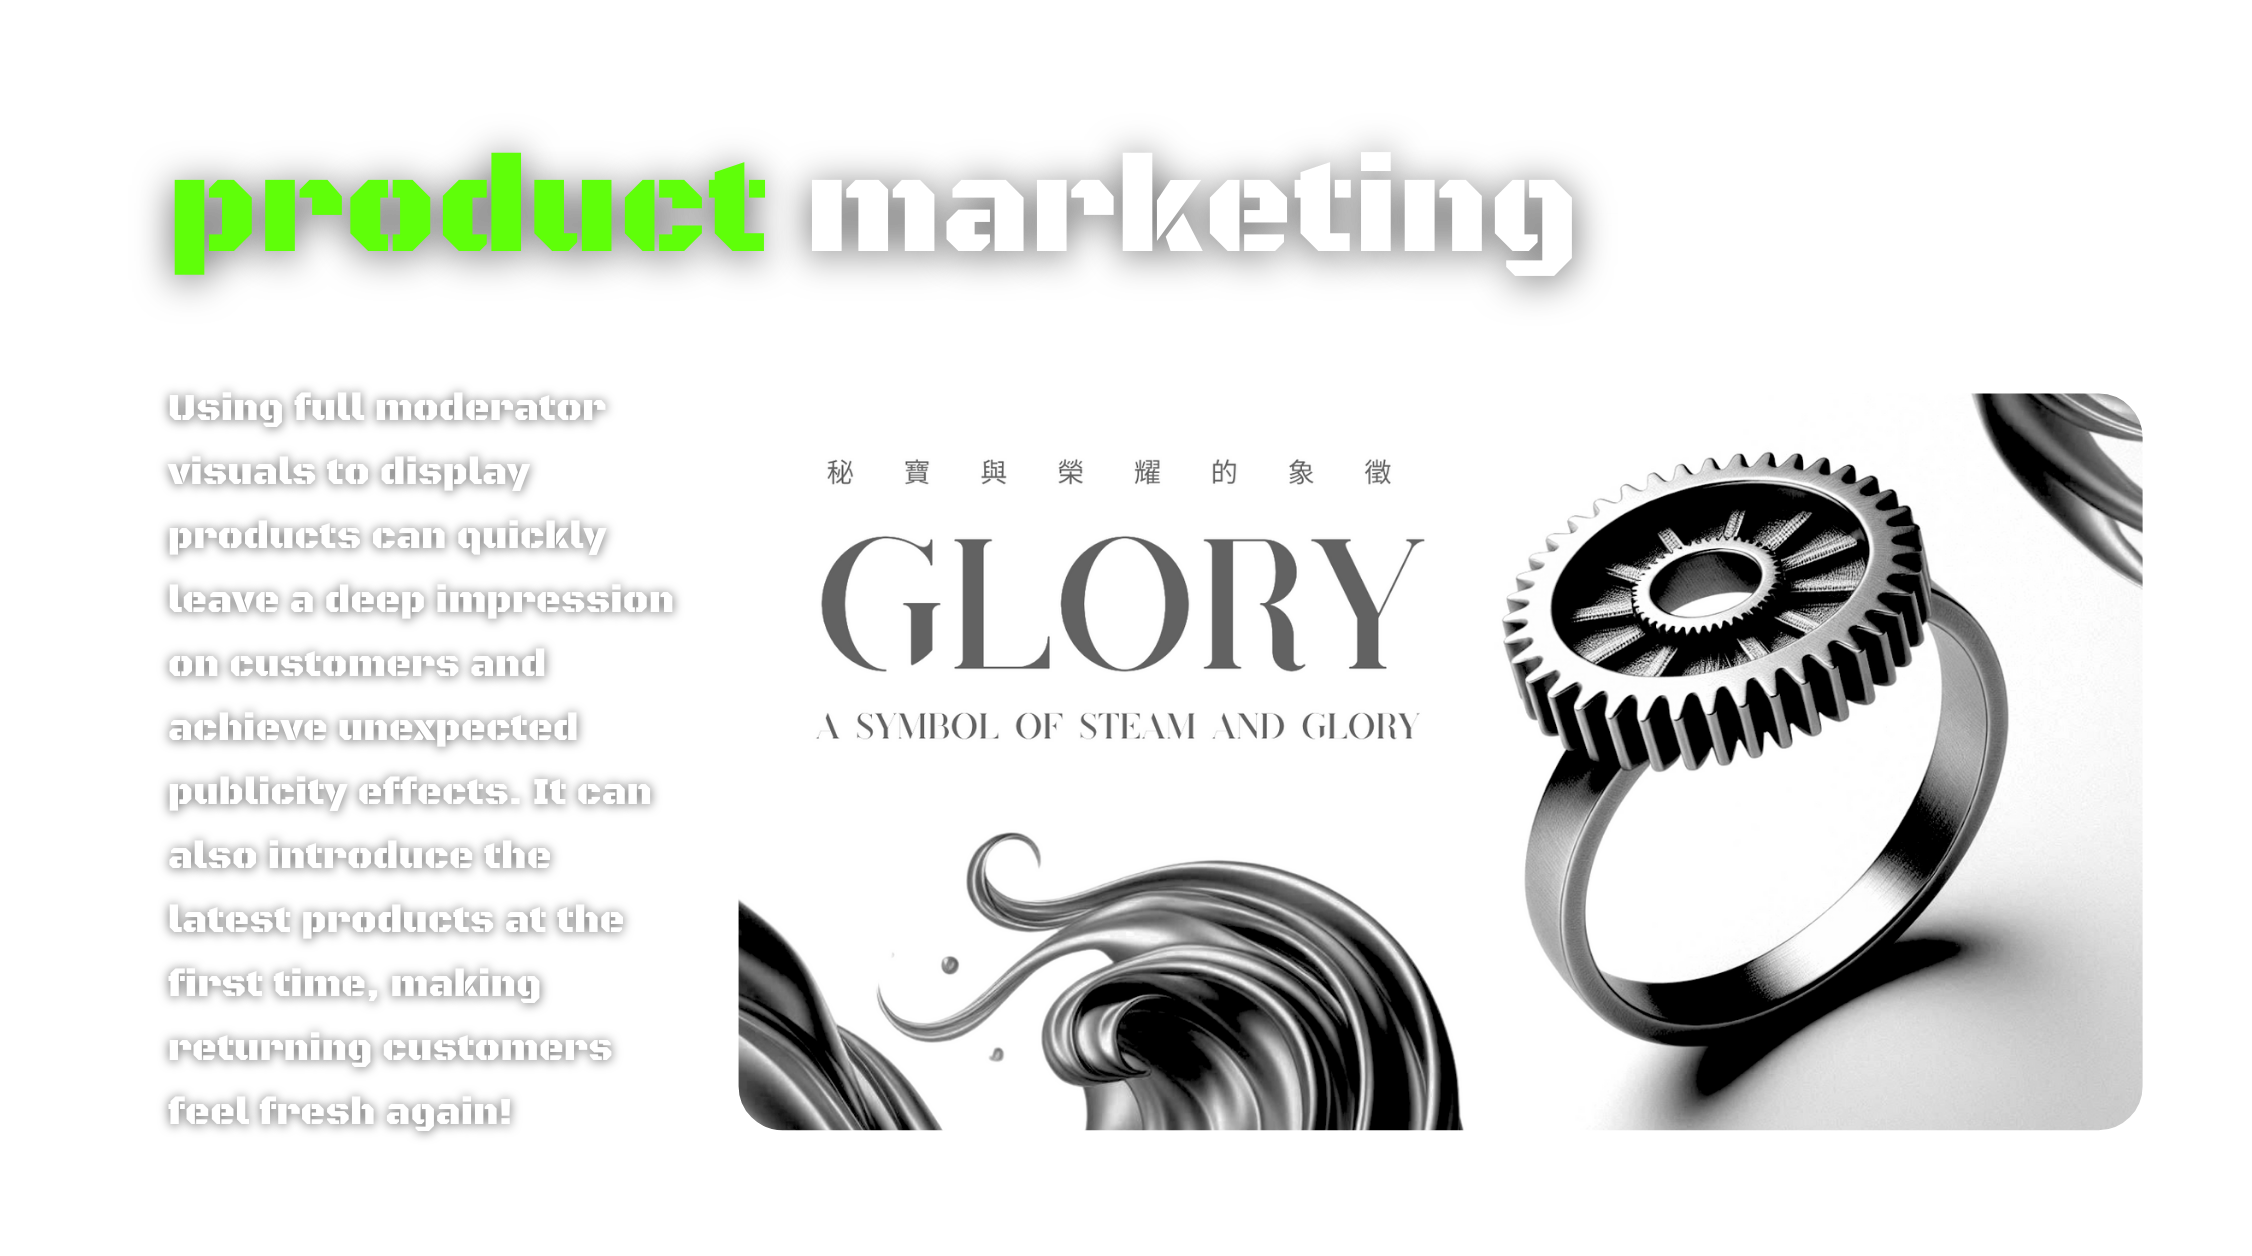 product marketing
Using full moderator
visuals to display
products can quickly
leave a deep impression
on customers and
achieve unexpected
publicity effects. It can
also introduce the
latest products at the
first time, making
returning customers
feel fresh again!
秘寶與榮耀的象徵
GLORY
A SYMBOL OF STEAM AND GLORY